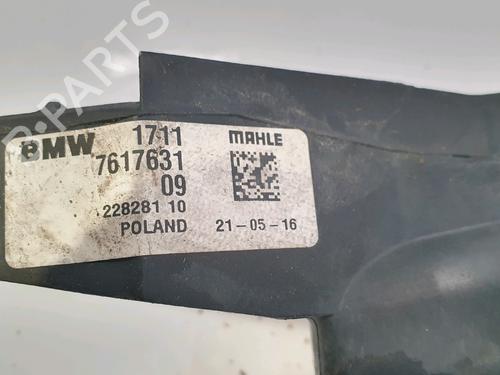 B-PARTS
BMW 1711 MAHLE
7617631
09
228281 10
POLAND 21-05-16